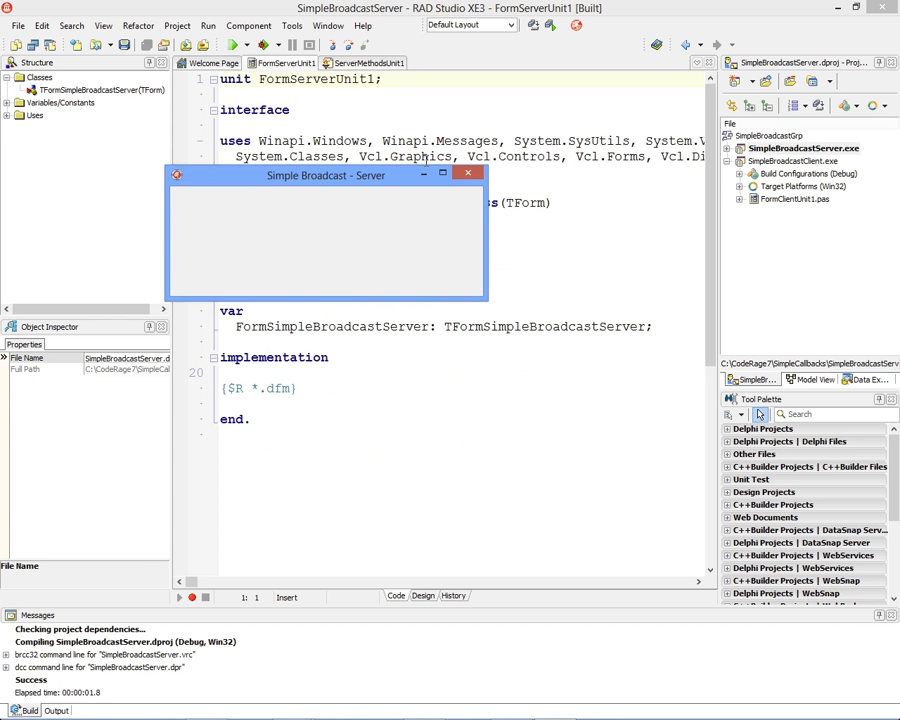 SimpleBroadcastServer - RAD Studio XE3 - FormServerUnit1 [Built]
File Edit Search View Refactor Project Run Component Tools Window Help
Default Layout
Structure
Classes
TFormSimpleBroadcastServer(TForm)
Variables/Constants
Uses
Welcome Page FormServerUnit1 ServerMethodsUnit1
1 unit FormServerUnit1;
interface
uses Winapi.Windows, Winapi.Messages, System.SysUtils, System.V
System.Classes, Vcl.Graphics, Vcl.Controls, Vcl.Forms, Vcl.Di
Simple Broadcast - Server
ss(TForm)
var
FormSimpleBroadcastServer: TFormSimpleBroadcastServer;
implementation
20
{$R *.dfm}
end.
1: 1 Insert
Code Design History
Object Inspector
Properties
File Name SimpleBroadcastServer.d
Full Path C:\CodeRage7\SimpleCal
File Name
SimpleBroadcastServer.dproj - Proj...
File
SimpleBroadcastGrp
SimpleBroadcastServer.exe
SimpleBroadcastClient.exe
Build Configurations (Debug)
Target Platforms (Win32)
FormClientUnit1.pas
C:\CodeRage7\SimpleCallbacks\SimpleBroadcastServ
SimpleBr... Model View Data Ex...
Tool Palette
Search
Delphi Projects
Delphi Projects | Delphi Files
Other Files
C++Builder Projects | C++Builder Files
Unit Test
Design Projects
C++Builder Projects
Web Documents
C++Builder Projects | DataSnap Serv...
Delphi Projects | DataSnap Server
C++Builder Projects | WebServices
Delphi Projects | WebServices
C++Builder Projects | WebSnap
Delphi Projects | WebSnap
Messages
Checking project dependencies...
Compiling SimpleBroadcastServer.dproj (Debug, Win32)
brcc32 command line for "SimpleBroadcastServer.vrc"
dcc command line for "SimpleBroadcastServer.dpr"
Success
Elapsed time: 00:00:01.8
Build Output